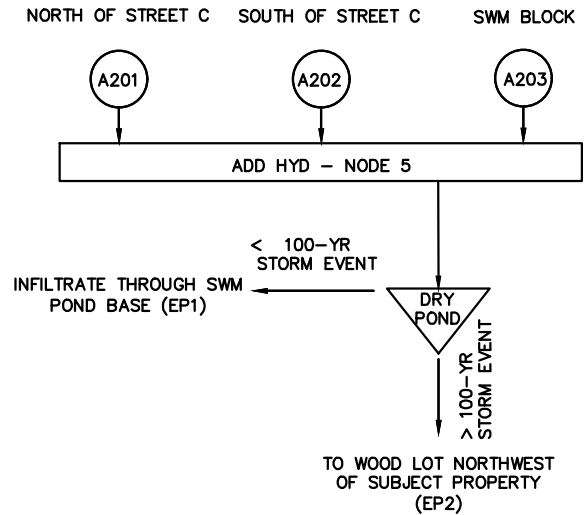 NORTH OF STREET C
SOUTH OF STREET C
SWM BLOCK
A201
A202
A203
ADD HYD – NODE 5
< 100-YR
STORM EVENT
INFILTRATE THROUGH SWM
POND BASE (EP1)
DRY
POND
> 100-YR
STORM EVENT
TO WOOD LOT NORTHWEST
OF SUBJECT PROPERTY
(EP2)